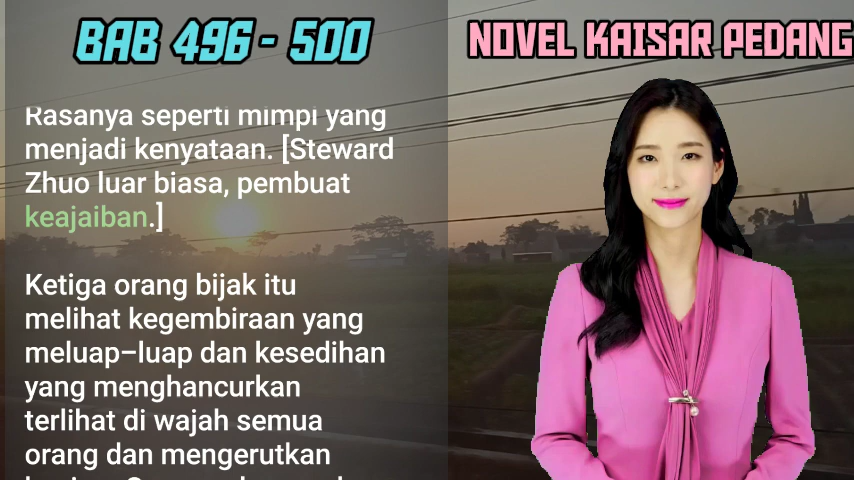 BAB 496 - 500
NOVEL KAISAR PEDANG
Rasanya seperti mimpi yang
menjadi kenyataan. [Steward
Zhuo luar biasa, pembuat
keajaiban.]
Ketiga orang bijak itu
melihat kegembiraan yang
meluap-luap dan kesedihan
yang menghancurkan
terlihat di wajah semua
orang dan mengerutkan